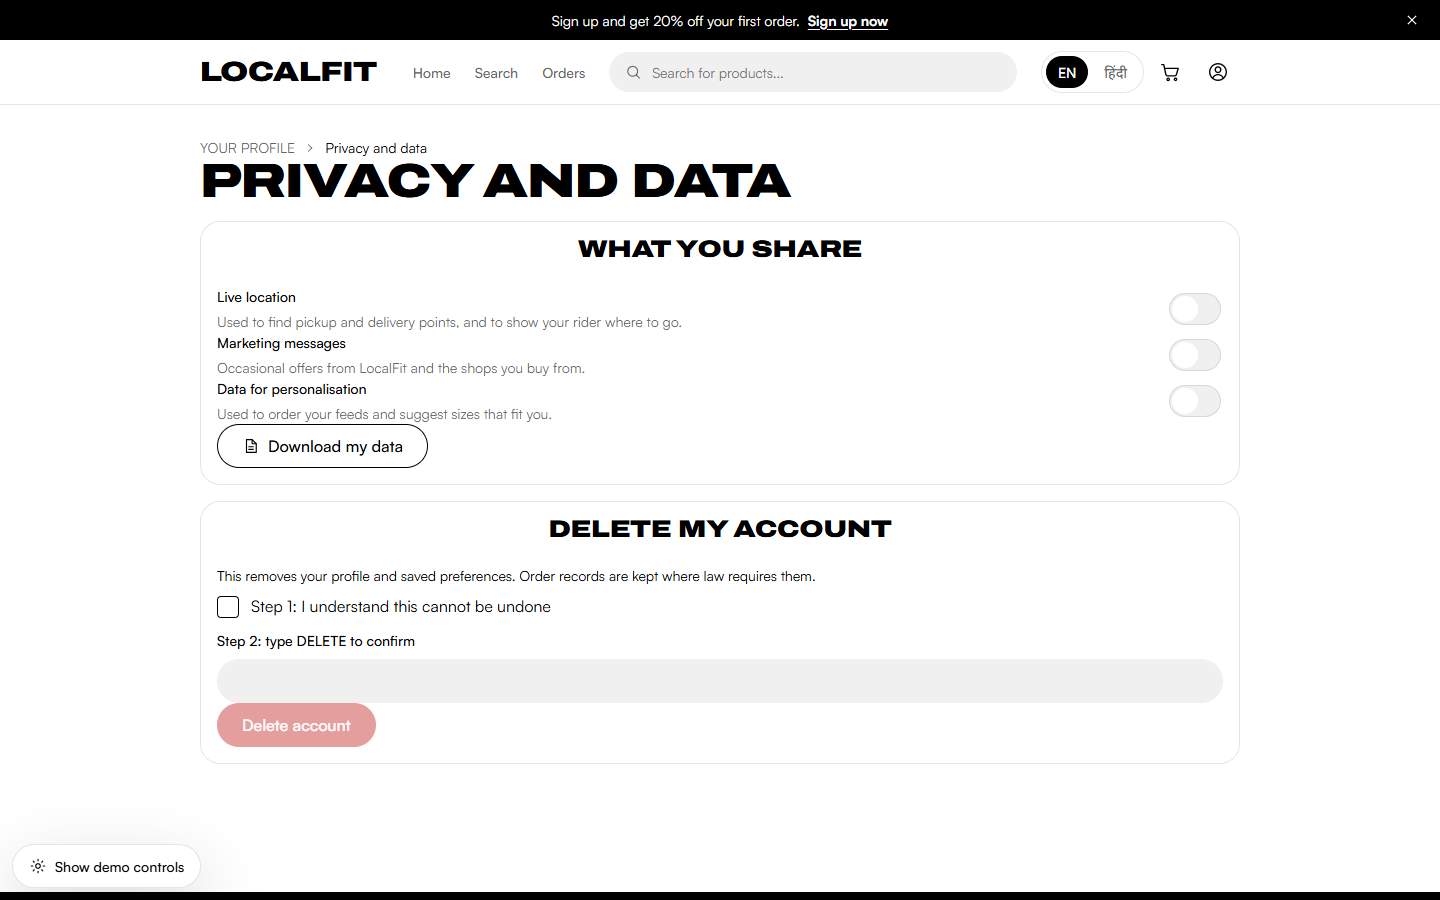 Sign up and get 20% off your first order. Sign up now
LOCALFIT
Home
Search
Orders
Search for products...
EN
हिंदी
YOUR PROFILE > Privacy and data
PRIVACY AND DATA
WHAT YOU SHARE
Live location
Used to find pickup and delivery points, and to show your rider where to go.
Marketing messages
Occasional offers from LocalFit and the shops you buy from.
Data for personalisation
Used to order your feeds and suggest sizes that fit you.
Download my data
DELETE MY ACCOUNT
This removes your profile and saved preferences. Order records are kept where law requires them.
Step 1: I understand this cannot be undone
Step 2: type DELETE to confirm
Delete account
Show demo controls